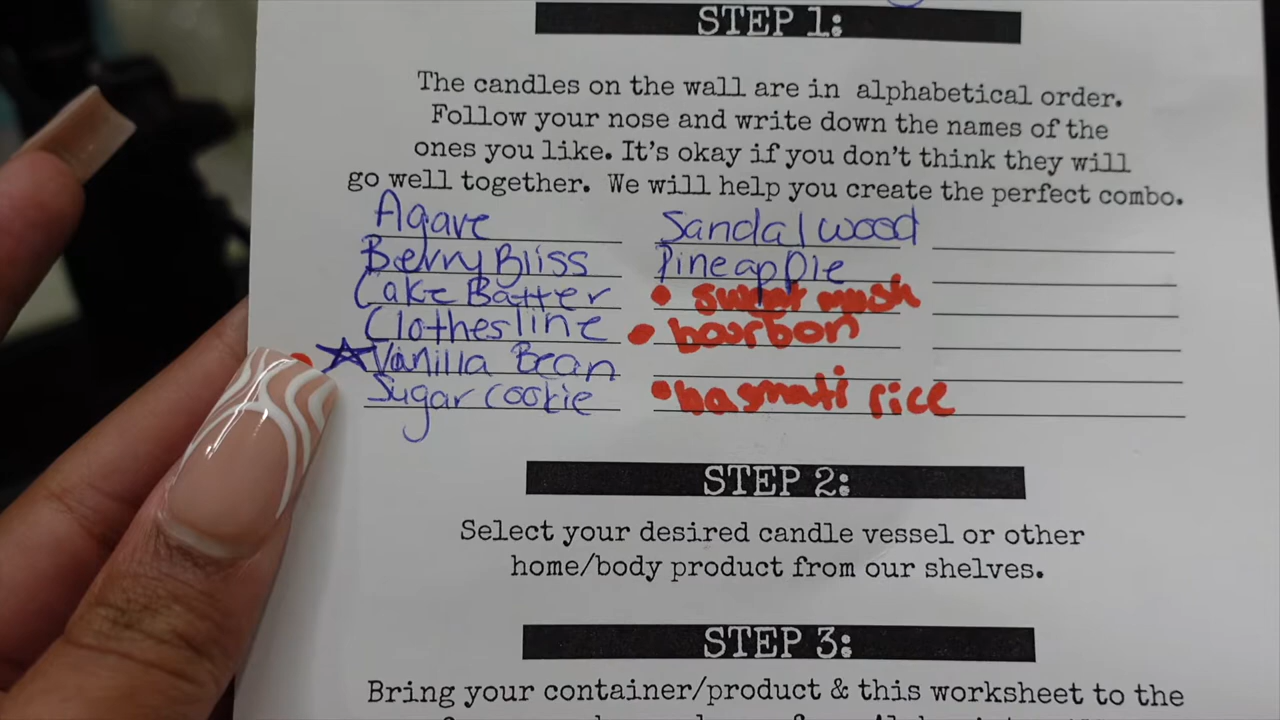 STEP 1:
The candles on the wall are in alphabetical order.
Follow your nose and write down the names of the
ones you like. It's okay if you don't think they will
go well together. We will help you create the perfect combo.
Agave
Berry Bliss
Cake Batter
Clothesline
Vanilla Bean
Sugar cookie
Sandalwood
Pineapple
• sweet musk
• bourbon
• basmati rice
STEP 2:
Select your desired candle vessel or other
home/body product from our shelves.
STEP 3:
Bring your container/product & this worksheet to the